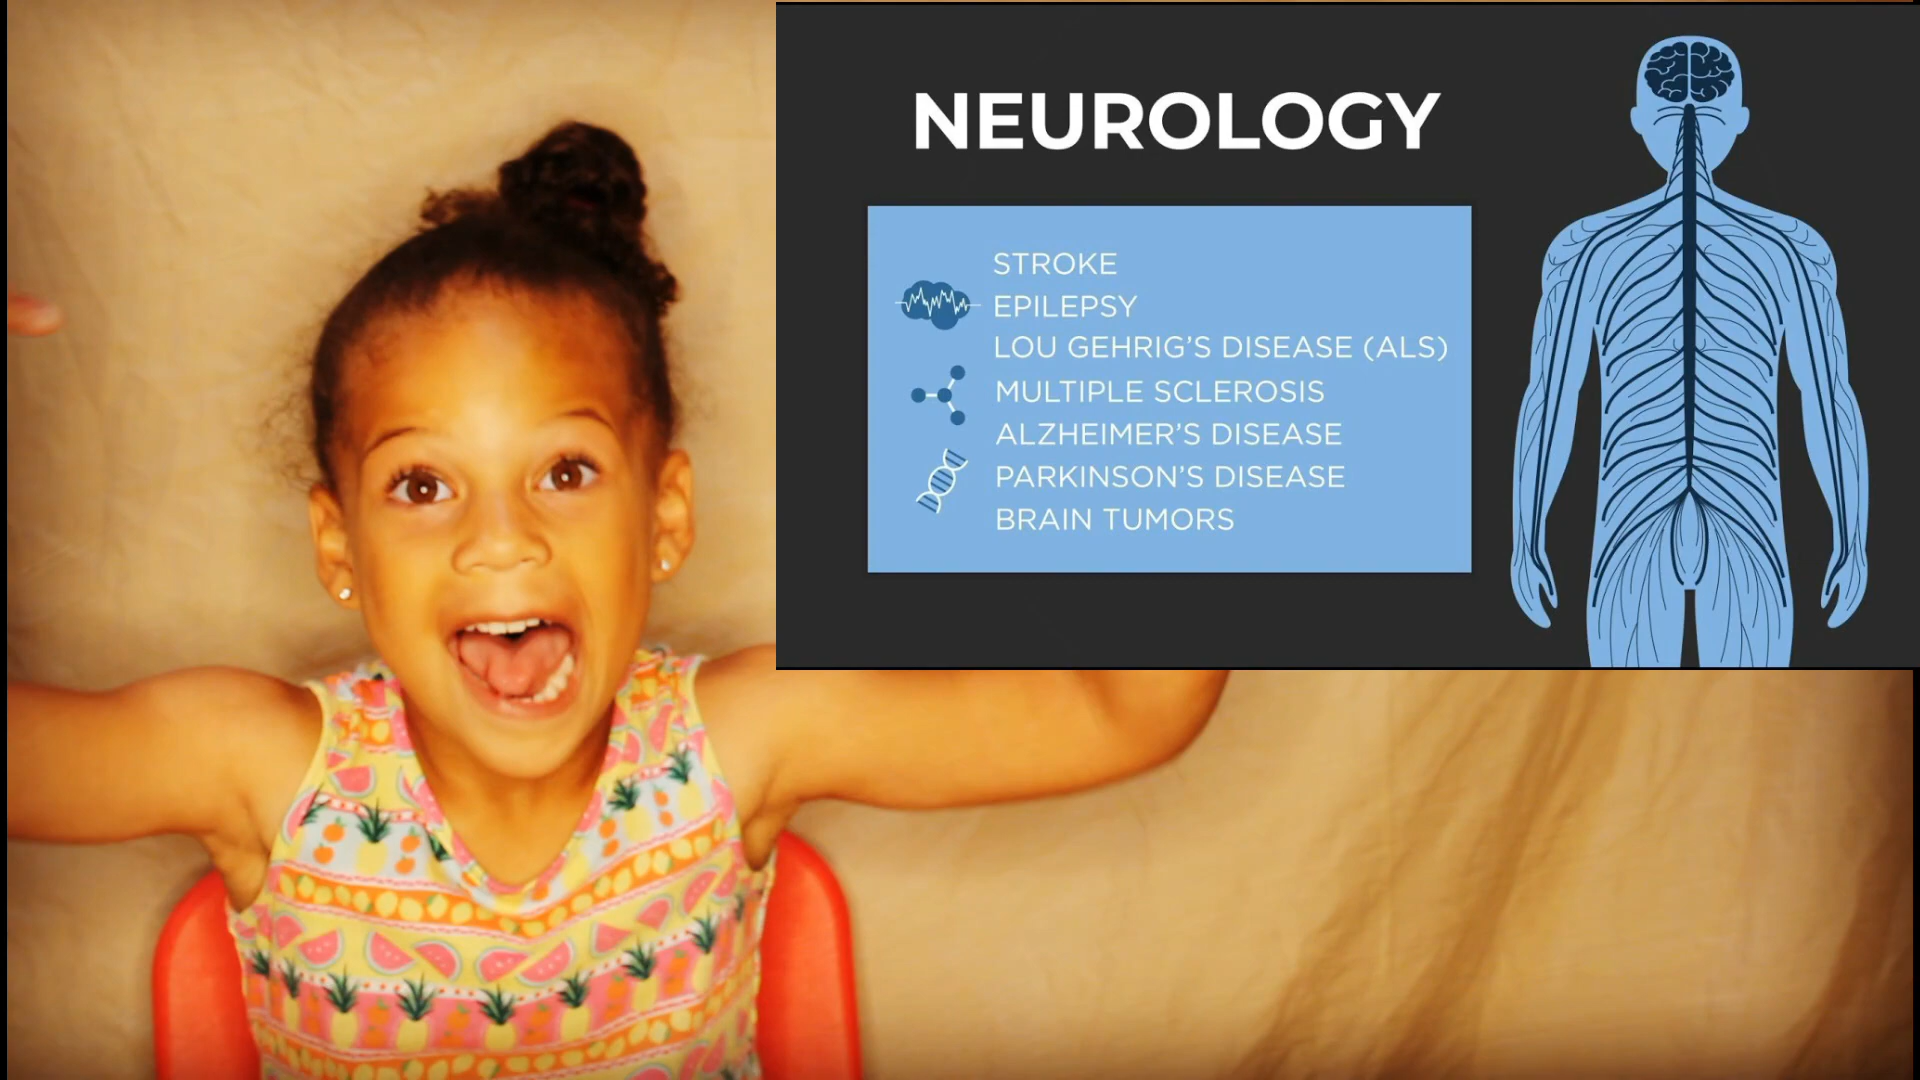 NEUROLOGY
STROKE
EPILEPSY
LOU GEHRIG'S DISEASE (ALS)
MULTIPLE SCLEROSIS
ALZHEIMER'S DISEASE
PARKINSON'S DISEASE
BRAIN TUMORS